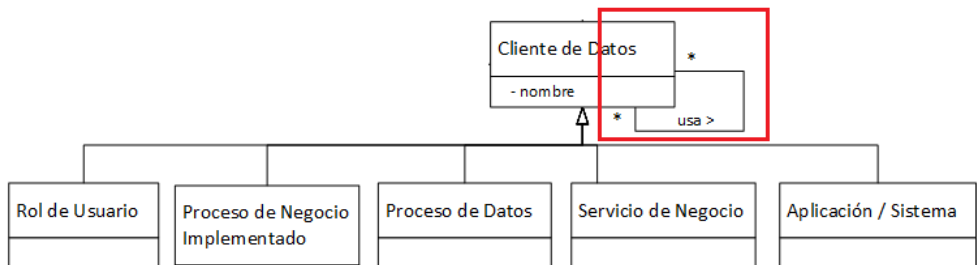 Cliente de Datos
*
- nombre
*
usa >
Rol de Usuario
Proceso de Negocio
Implementado
Proceso de Datos
Servicio de Negocio
Aplicación / Sistema